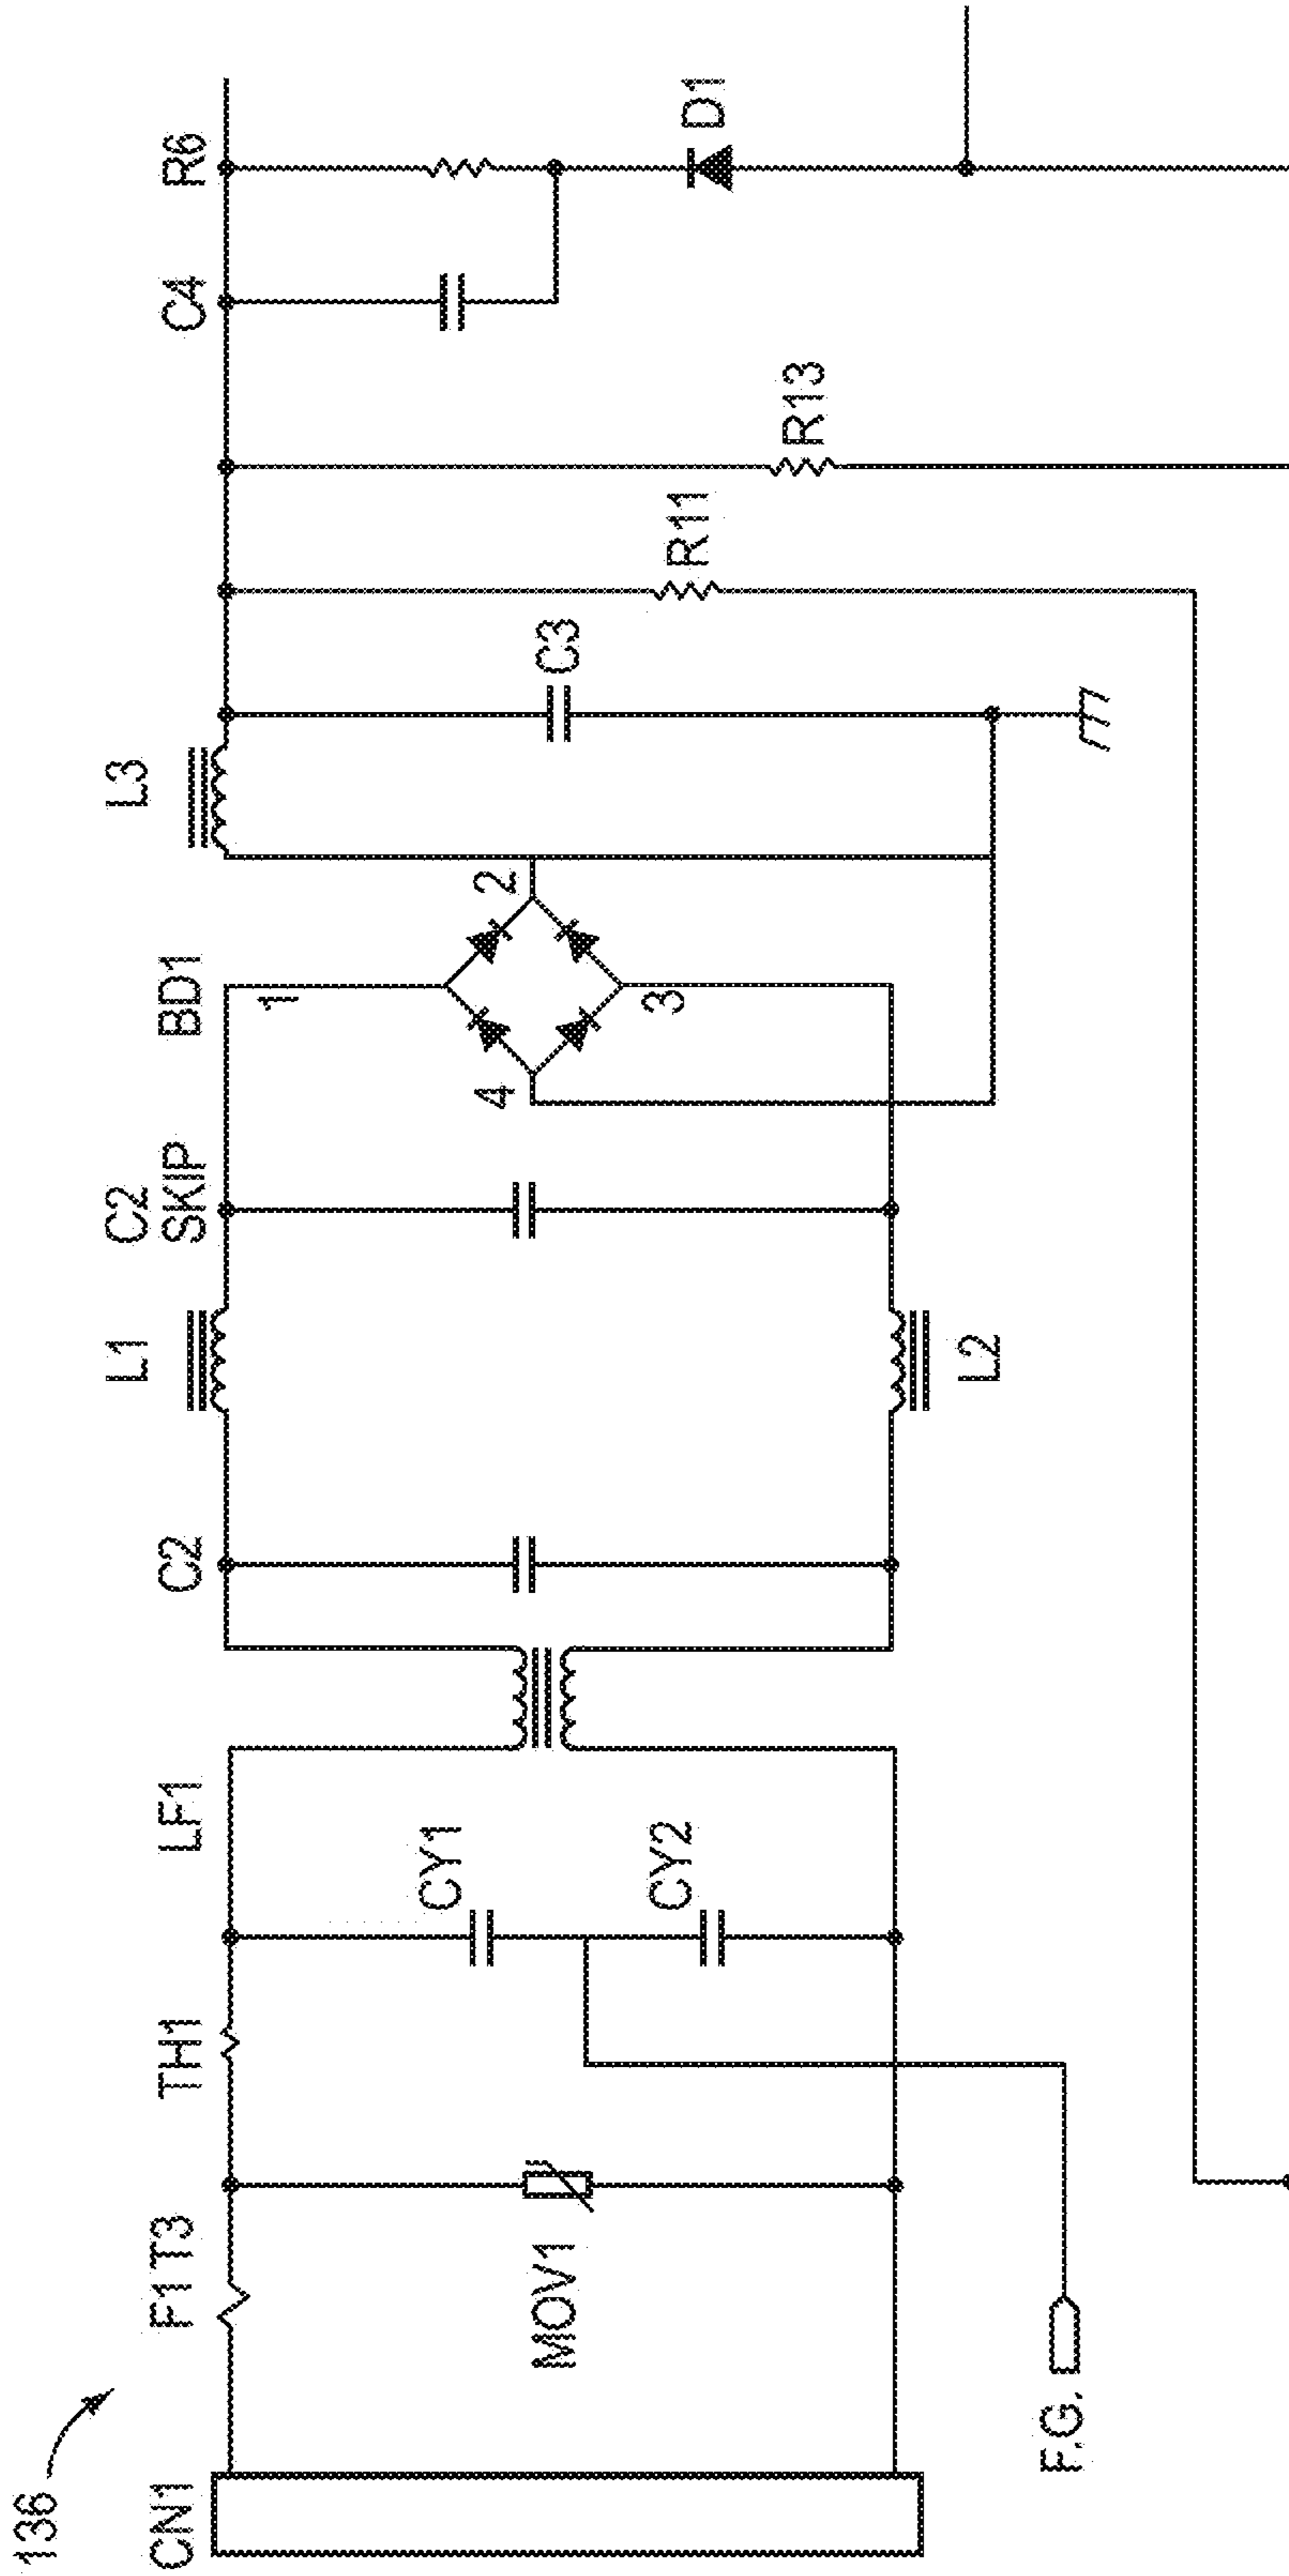 136
CN1
F1T3
MOV1
F.G.
TH1
CY1
CY2
LF1
C2
L1
L2
C2
SKIP
BD1
1
2
3
4
L3
C3
R11
R13
C4
R6
D1